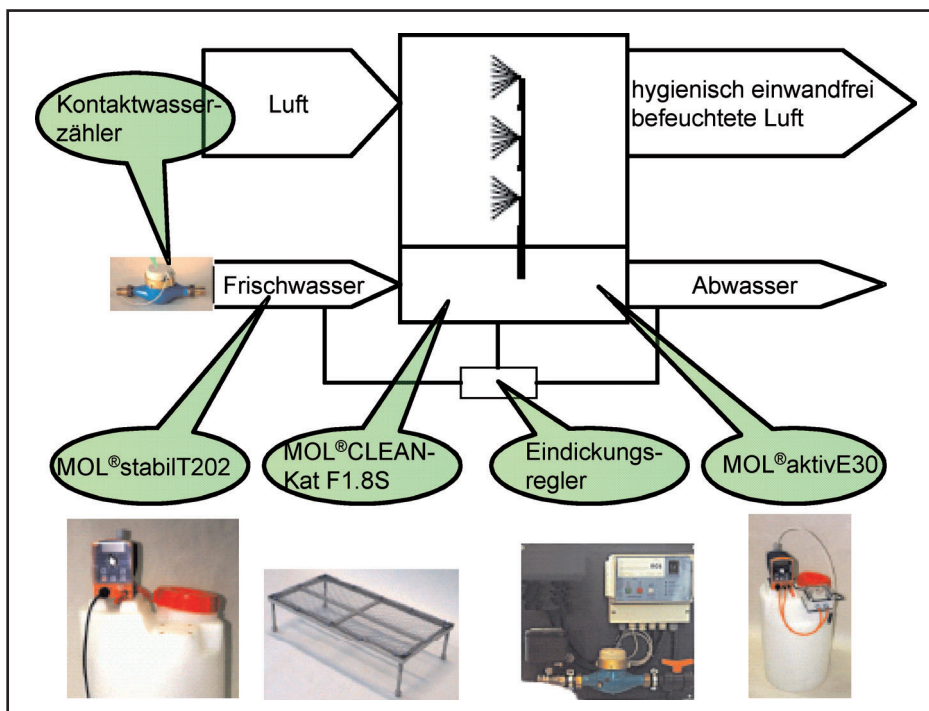 Kontaktwasser-
zähler
Luft
hygienisch einwandfrei
befeuchtete Luft
Frischwasser
Abwasser
MOL®stabilT202
MOL®CLEAN-
Kat F1.8S
Eindickungs-
regler
MOL®aktivE30